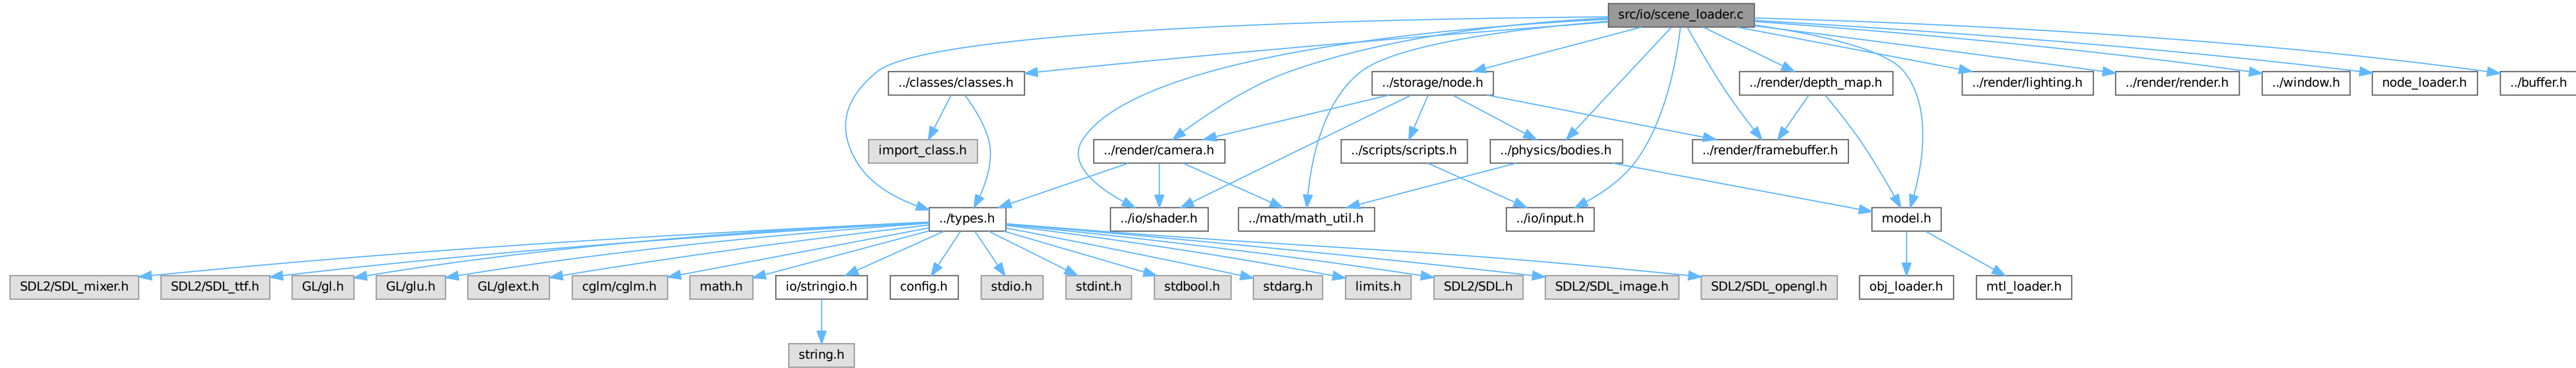 src/io/scene_loader.c
../classes/classes.h
../storage/node.h
../render/depth_map.h
../render/lighting.h
../render/render.h
../window.h
node_loader.h
../buffer.h
import_class.h
../render/camera.h
../scripts/scripts.h
../physics/bodies.h
../render/framebuffer.h
../types.h
../io/shader.h
../math/math_util.h
../io/input.h
model.h
SDL2/SDL_mixer.h
SDL2/SDL_ttf.h
GL/gl.h
GL/glu.h
GL/glext.h
cglm/cglm.h
math.h
io/stringio.h
config.h
stdio.h
stdint.h
stdbool.h
stdarg.h
limits.h
SDL2/SDL.h
SDL2/SDL_image.h
SDL2/SDL_opengl.h
obj_loader.h
mtl_loader.h
string.h